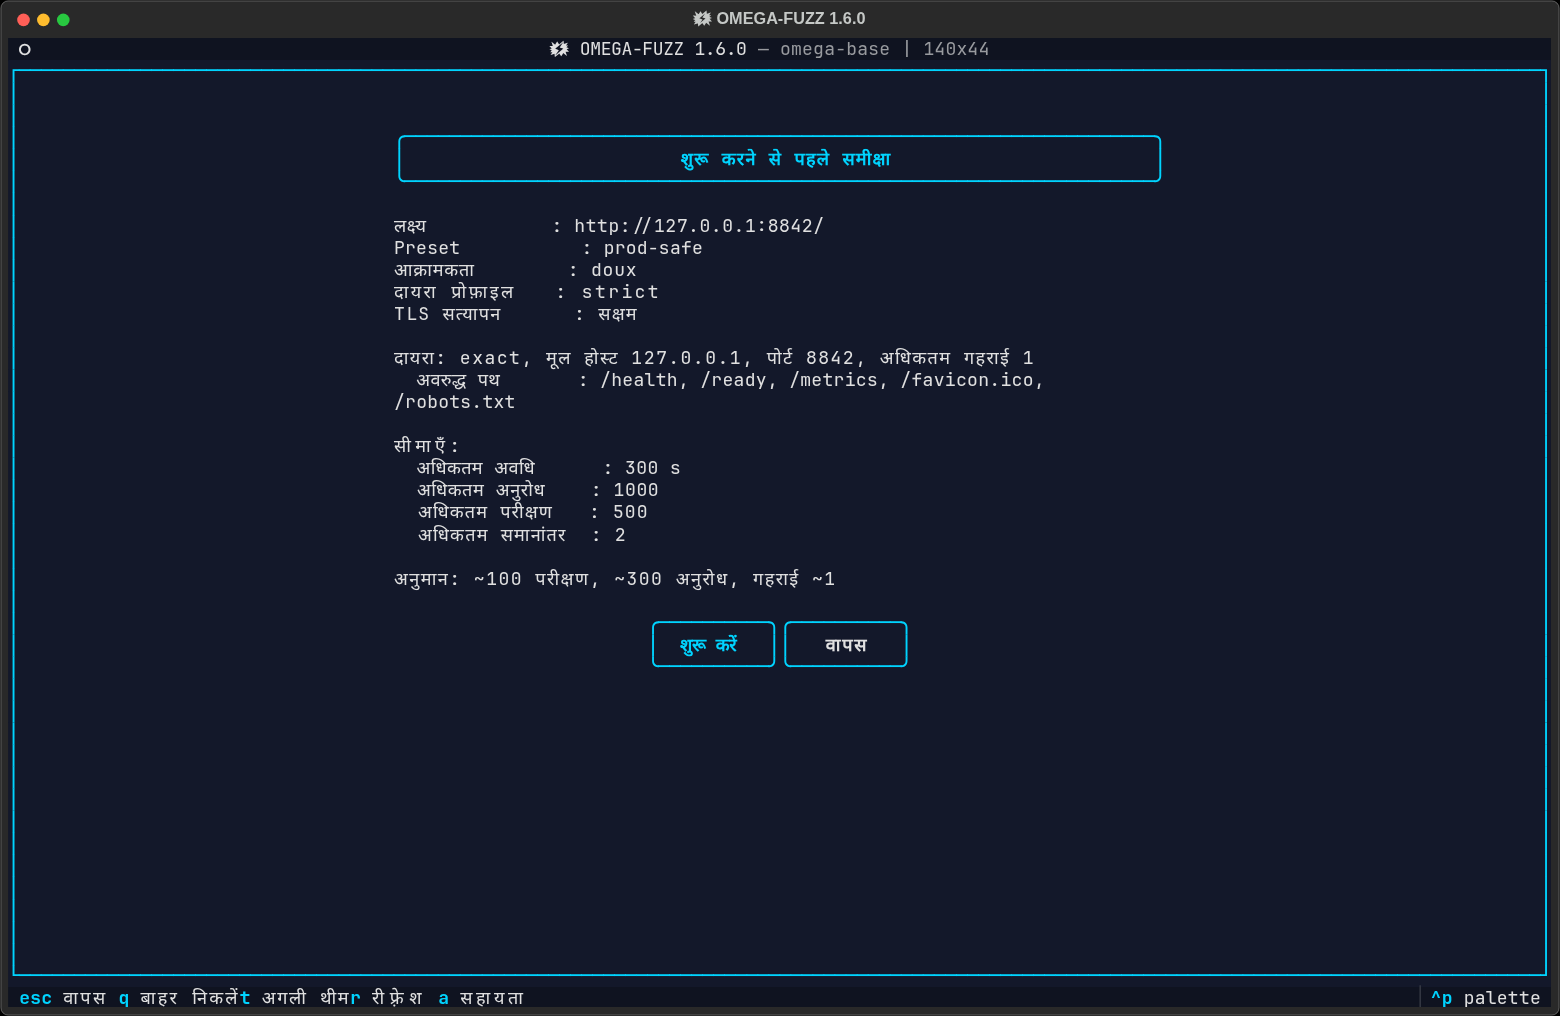 OMEGA-FUZZ 1.6.0
OMEGA-FUZZ 1.6.0 — omega-base | 140x44
शुरू करने से पहले समीक्षा
लक्ष्य : http://127.0.0.1:8842/
Preset : prod-safe
आक्रामकता : doux
दायरा प्रोफ़ाइल : strict
TLS सत्यापन : सक्षम
दायरा: exact, मूल होस्ट 127.0.0.1, पोर्ट 8842, अधिकतम गहराई 1
अवरुद्ध पथ : /health, /ready, /metrics, /favicon.ico,
/robots.txt
सीमाएँ:
अधिकतम अवधि : 300 s
अधिकतम अनुरोध : 1000
अधिकतम परीक्षण : 500
अधिकतम समानांतर : 2
अनुमान: ~100 परीक्षण, ~300 अनुरोध, गहराई ~1
शुरू करें वापस
esc वापस q बाहर निकलें t अगली थीम r रीफ़्रेश a सहायता ^p palette